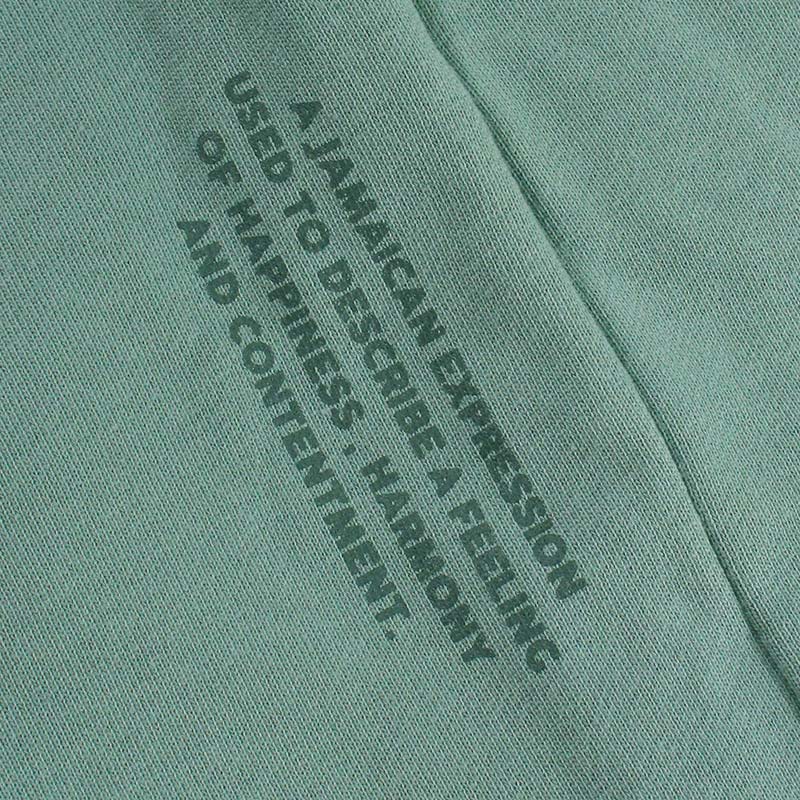 A JAMAICAN EXPRESSION
USED TO DESCRIBE A FEELING
OF HAPPINESS , HARMONY
AND CONTENTMENT.